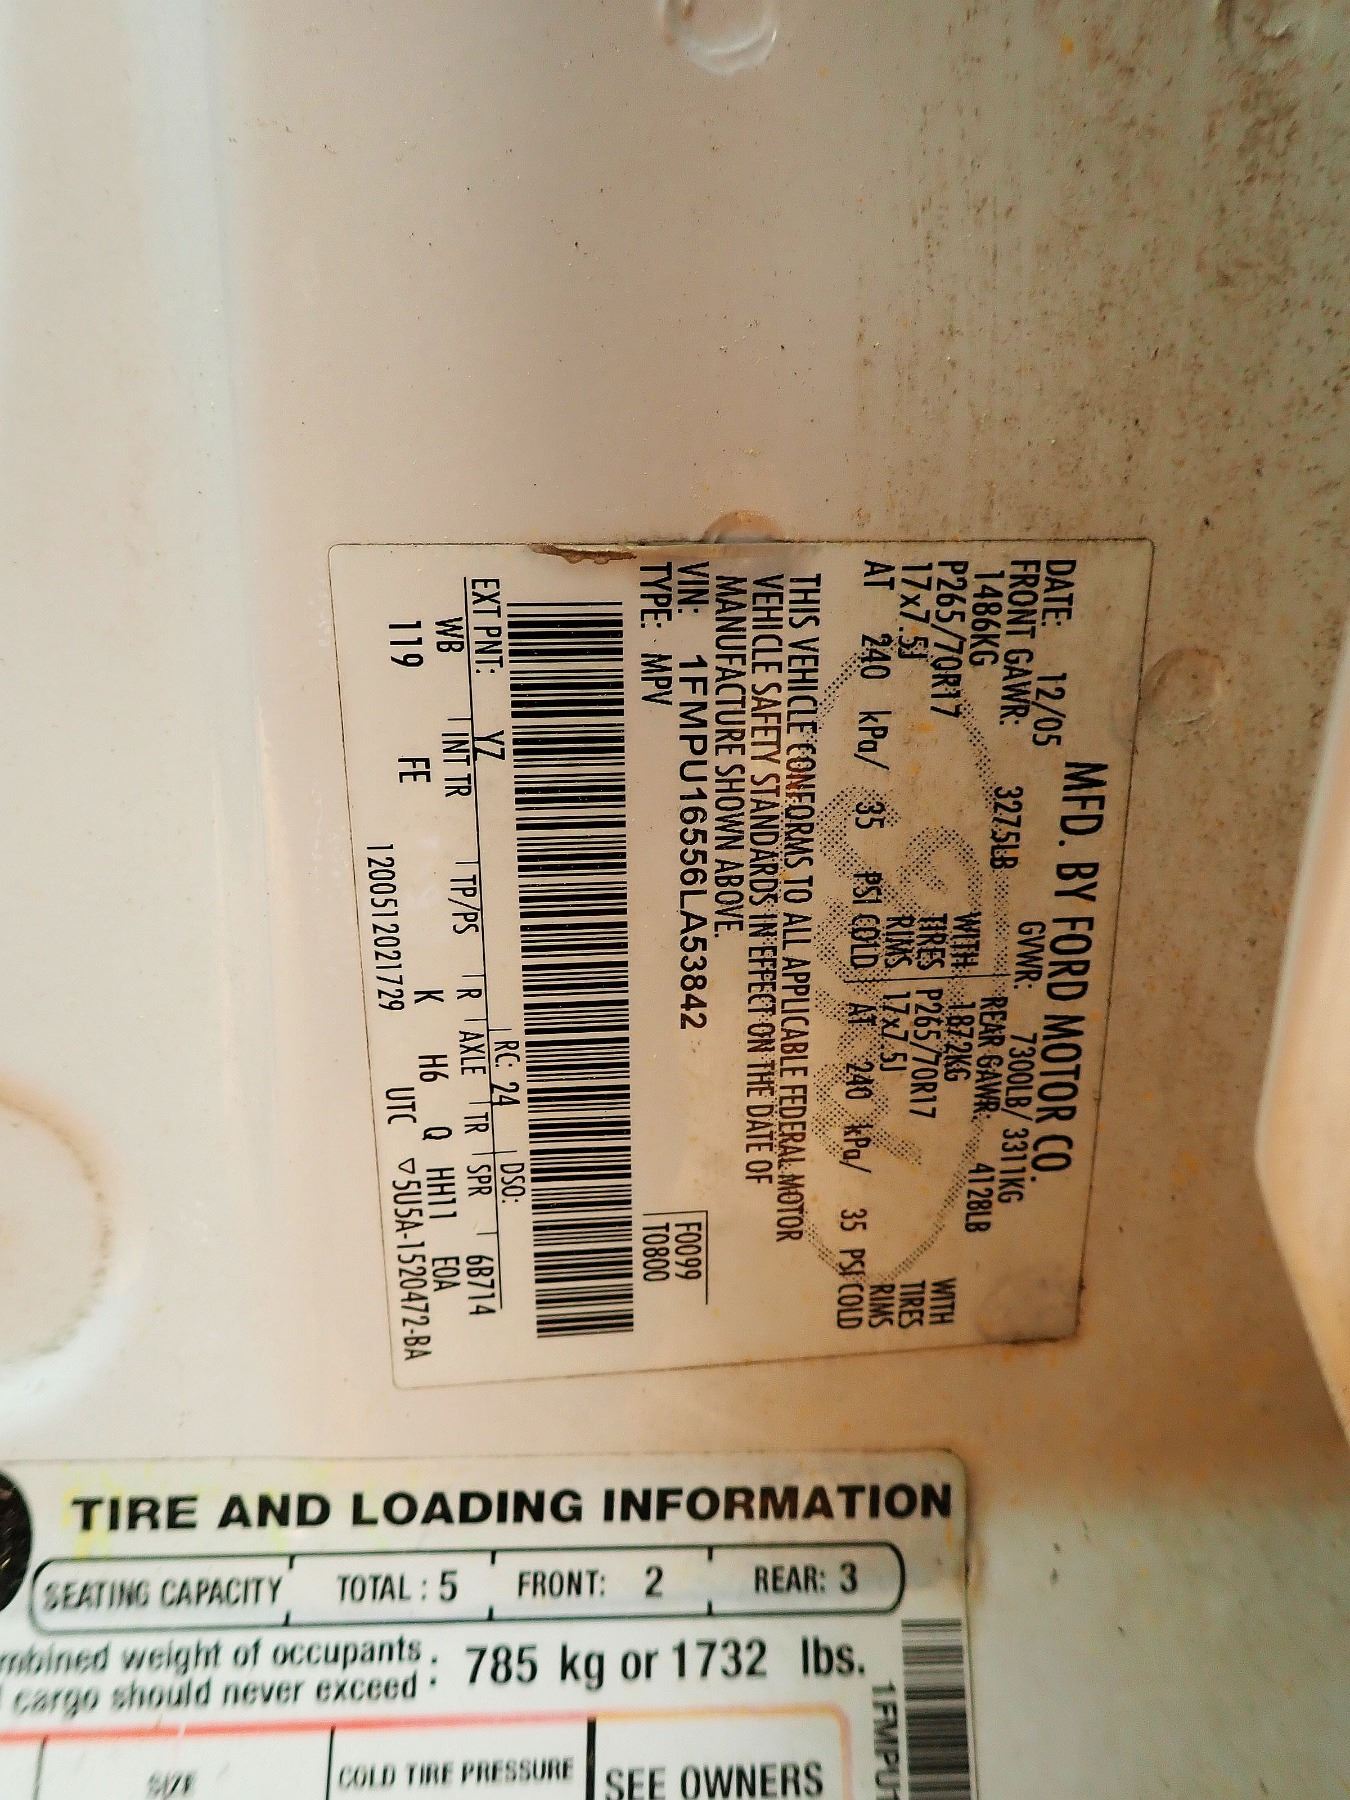 MFD. BY FORD MOTOR CO.
DATE: 12/05 GVWR: 7300LB/ 3311KG
FRONT GAWR: 3275LB REAR GAWR: 4128LB
1486KG WITH 1872KG WITH
P265/70R17 TIRES P265/70R17 TIRES
17x7.5J RIMS 17x7.5J RIMS
AT 240 kPa/ 35 PSI COLD AT 240 kPa/ 35 PSI COLD
THIS VEHICLE CONFORMS TO ALL APPLICABLE FEDERAL MOTOR
VEHICLE SAFETY STANDARDS IN EFFECT ON THE DATE OF
MANUFACTURE SHOWN ABOVE.
VIN: 1FMPU16556LA53842 F0099
TYPE: MPV T0800
EXT PNT: YZ RC: 24 DSO:
WB INT TR TP/PS R AXLE TR SPR 6B714
119 FE K H6 Q HH11 E0A
1200512021729 UTC ▽5U5A-1520472-BA
TIRE AND LOADING INFORMATION
SEATING CAPACITY TOTAL : 5 FRONT: 2 REAR: 3
weight of occupants : 785 kg or 1732 lbs.
cargo should never exceed :
1FMPU1
SIZE COLD TIRE PRESSURE SEE OWNERS